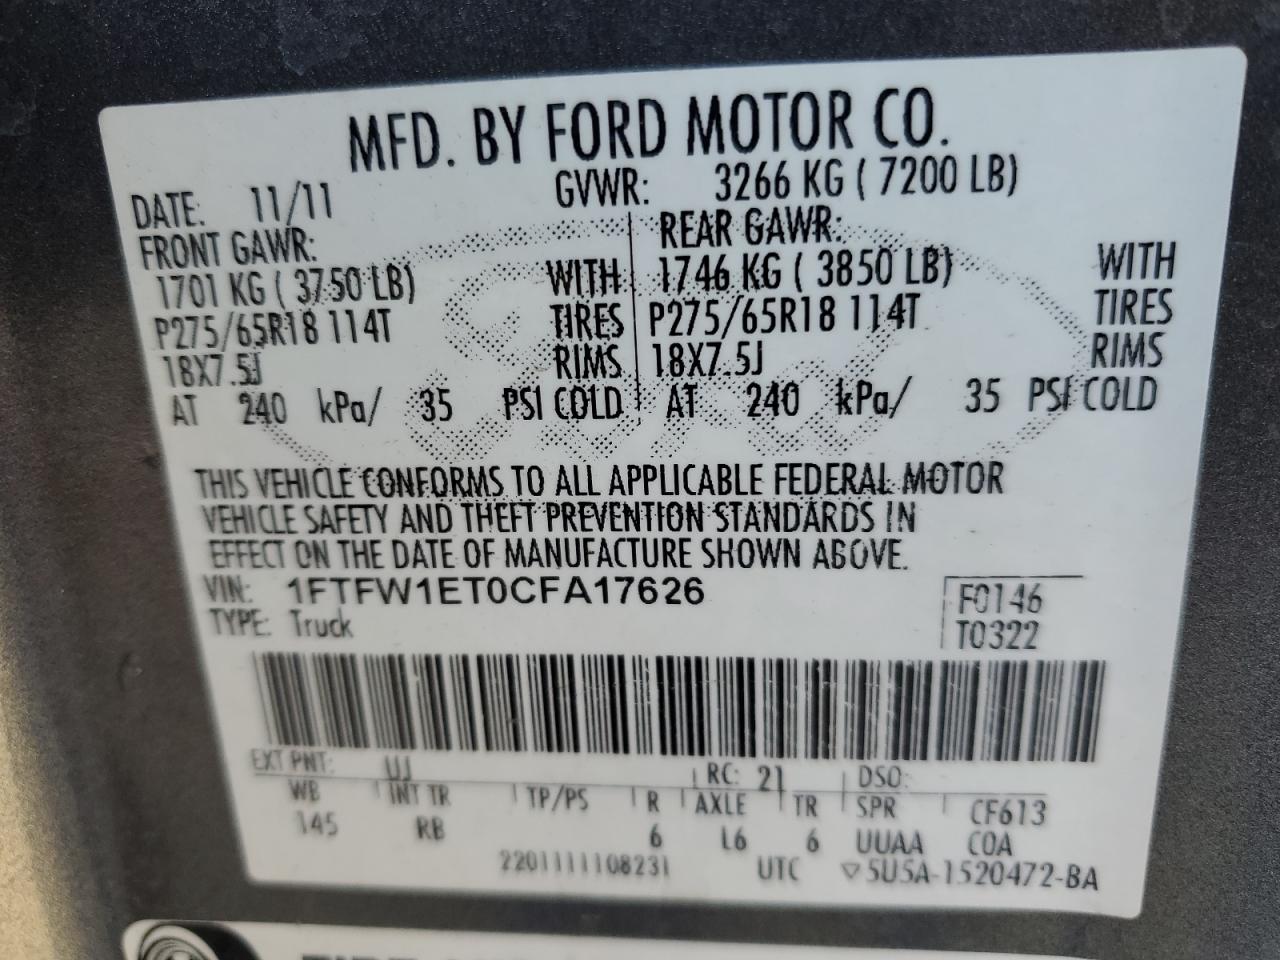 MFD. BY FORD MOTOR CO.
DATE: 11/11 GVWR: 3266 KG ( 7200 LB)
FRONT GAWR: REAR GAWR:
1701 KG ( 3750 LB) WITH 1746 KG ( 3850 LB) WITH
P275/65R18 114T TIRES P275/65R18 114T TIRES
18X7.5J RIMS 18X7.5J RIMS
AT 240 kPa/ 35 PSI COLD AT 240 kPa/ 35 PSI COLD
THIS VEHICLE CONFORMS TO ALL APPLICABLE FEDERAL MOTOR
VEHICLE SAFETY AND THEFT PREVENTION STANDARDS IN
EFFECT ON THE DATE OF MANUFACTURE SHOWN ABOVE.
VIN: 1FTFW1ET0CFA17626 F0146
TYPE: Truck T0322
EXT PNT: UJ RC: 21 DSO:
WB INT TR TP/PS R AXLE TR SPR CF613
145 RB 6 L6 6 UUAA COA
2201111108231 UTC ▽5U5A-1520472-BA